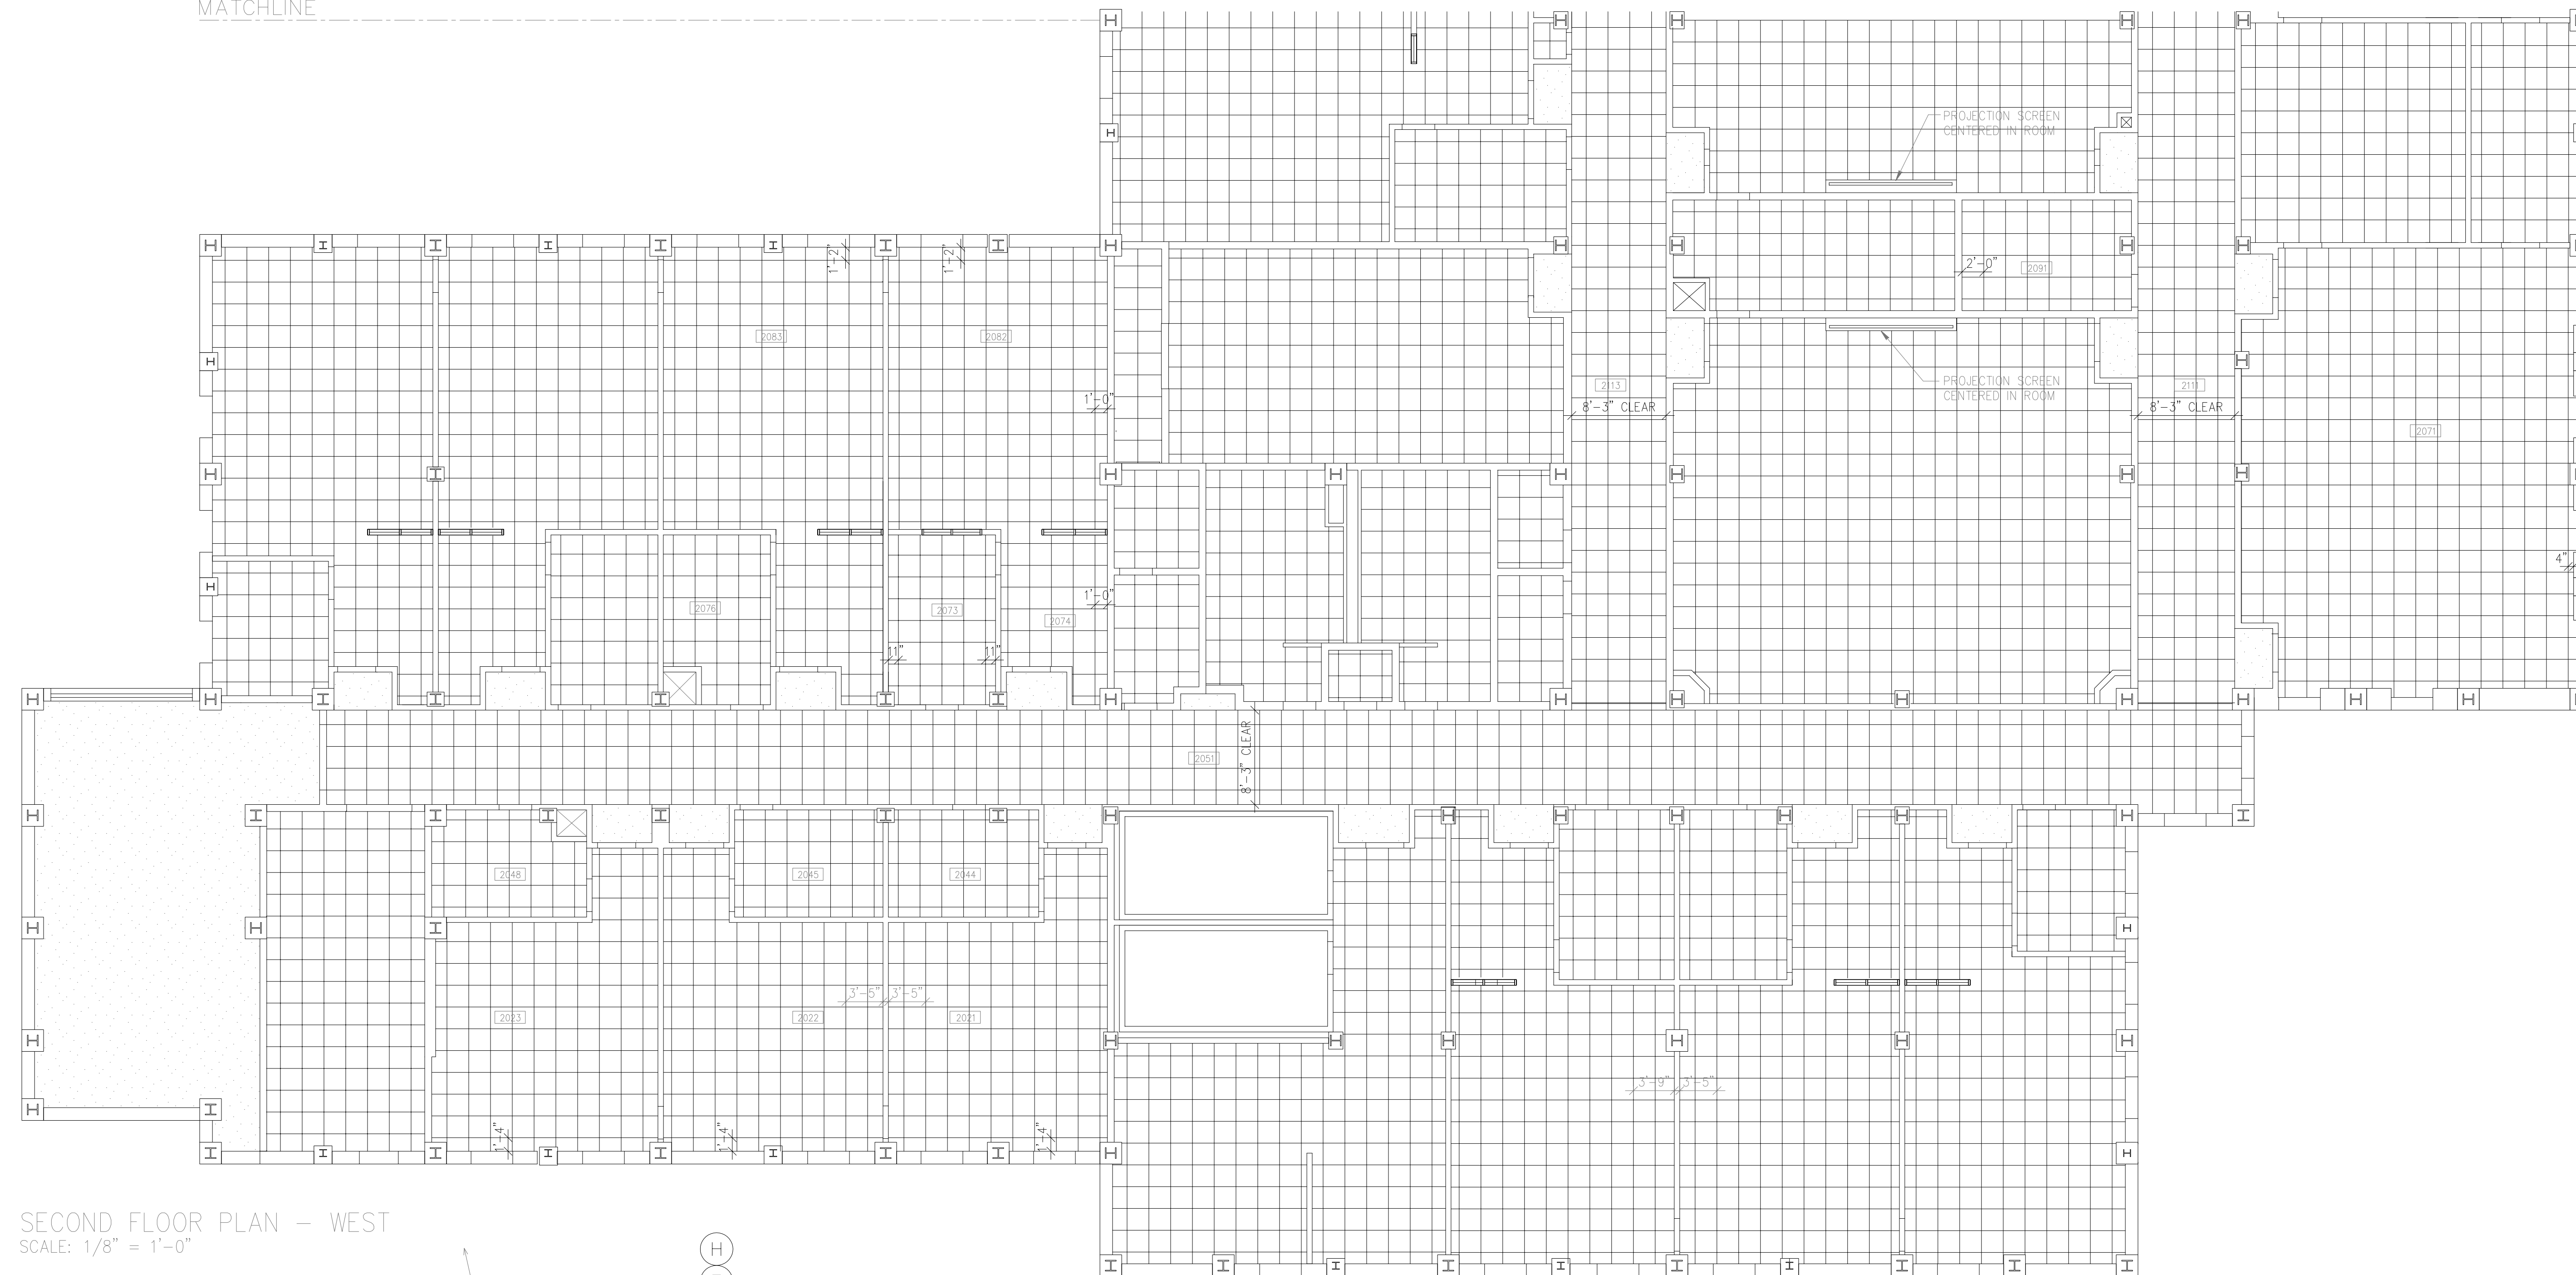 MATCHLINE
PROJECTION SCREEN
CENTERED IN ROOM
1'-2"
1'-2"
2'-0"
2091
2083
2082
PROJECTION SCREEN
CENTERED IN ROOM
2113
2111
1'-0"
8'-3" CLEAR
8'-3" CLEAR
2071
4"
1'-0"
2076
2073
2074
11"
11"
8'-3" CLEAR
2051
2048
2045
2044
3'-5"
3'-5"
2023
2022
2021
3'-9"
3'-5"
1'-4"
1'-4"
1'-4"
SECOND FLOOR PLAN - WEST
SCALE: 1/8" = 1'-0"
H